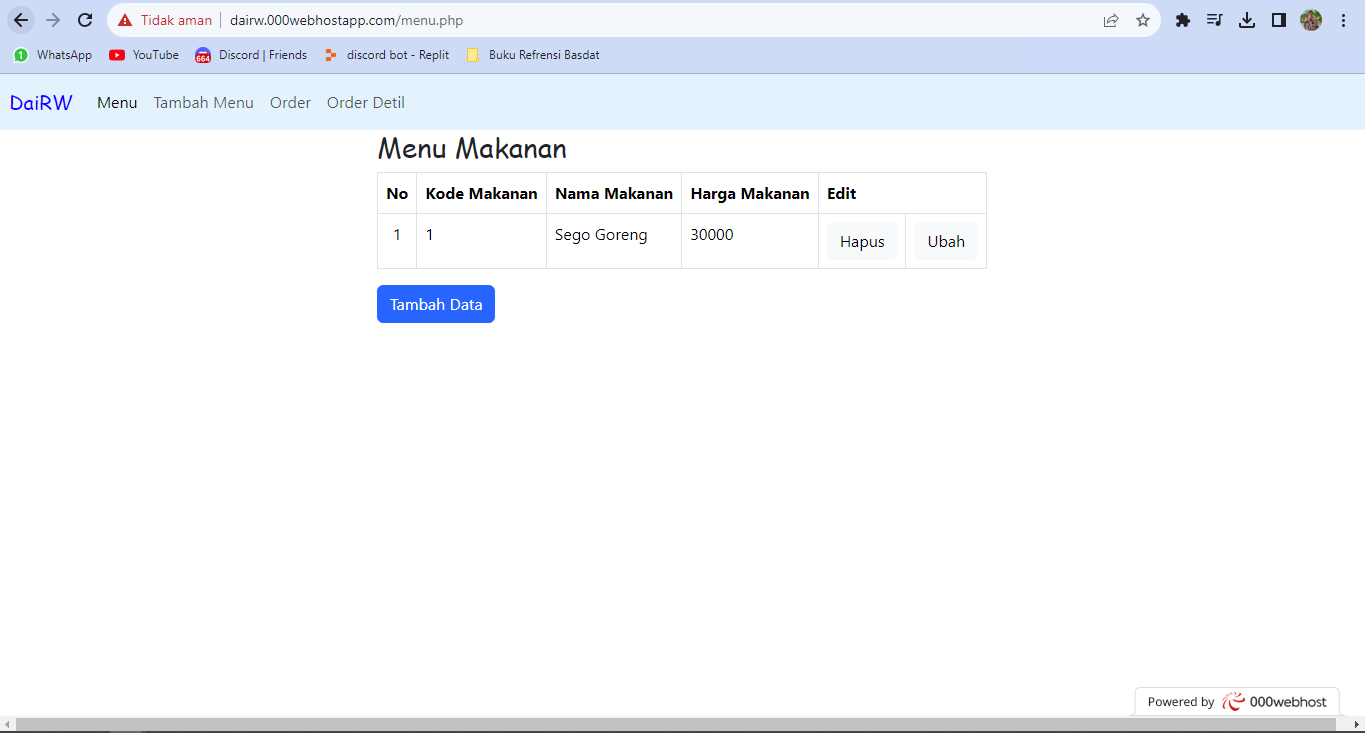 Tidak aman dairw.000webhostapp.com/menu.php
1 WhatsApp YouTube 664 Discord | Friends discord bot - Replit Buku Refrensi Basdat
DaiRW Menu Tambah Menu Order Order Detil
Menu Makanan
No Kode Makanan Nama Makanan Harga Makanan Edit
1 1 Sego Goreng 30000 Hapus Ubah
Tambah Data
Powered by 000webhost